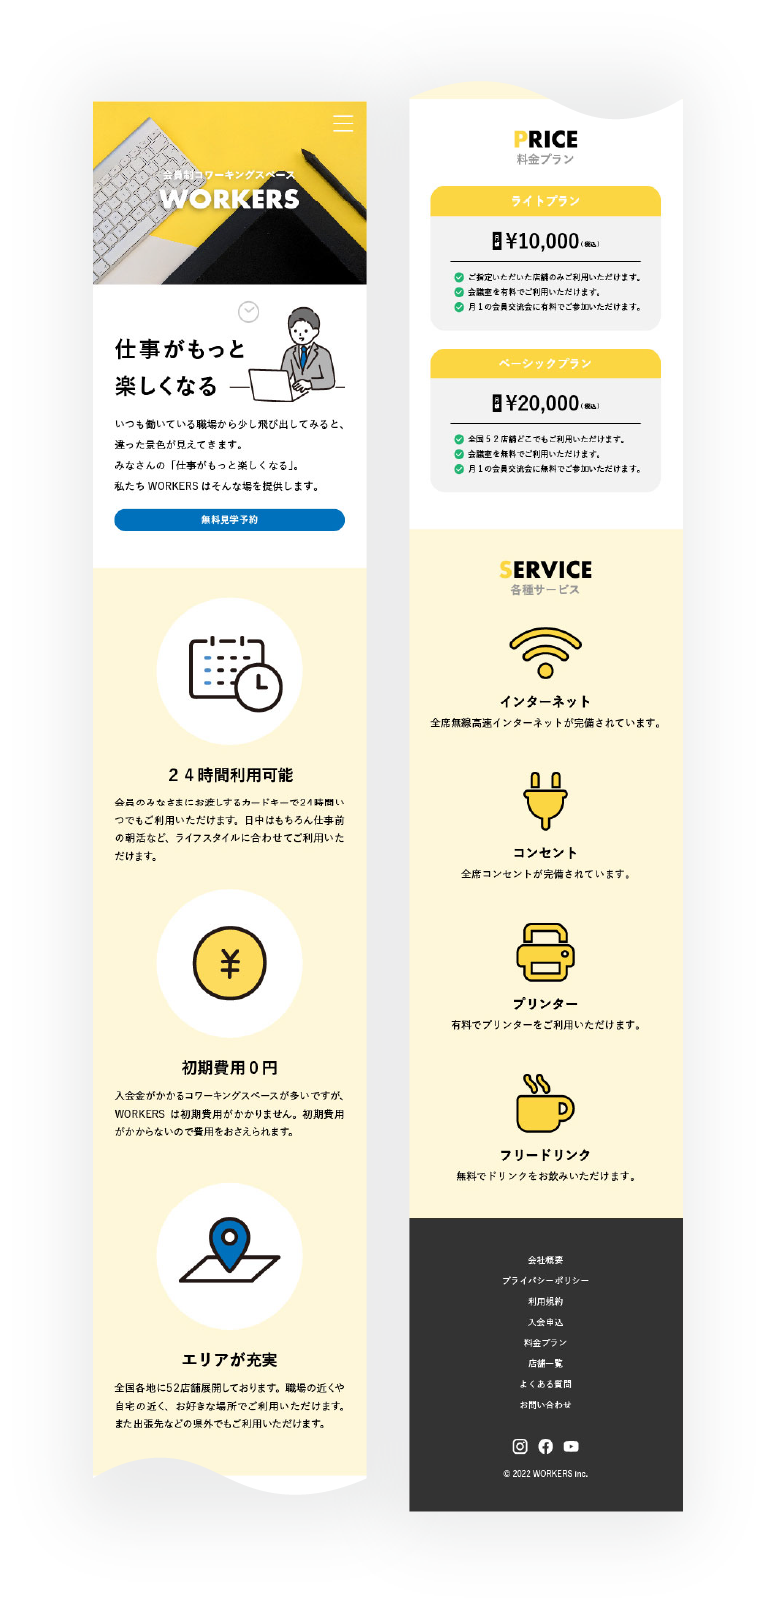 会員制コワーキングスペース
WORKERS
仕事がもっと
楽しくなる
いつも働いている職場から少し飛び出してみると、
違った景色が見えてきます。
みなさんの「仕事がもっと楽しくなる」。
私たち WORKERS はそんな場を提供します。
無料見学予約
２４時間利用可能
会員のみなさまにお渡しするカードキーで24時間い
つでもご利用いただけます。日中はもちろん仕事前
の朝活など、ライフスタイルに合わせてご利用いた
だけます。
¥
初期費用０円
入会金がかかるコワーキングスペースが多いですが、
WORKERS は初期費用がかかりません。初期費用
がかからないので費用をおさえられます。
エリアが充実
全国各地に52店舗展開しております。職場の近くや
自宅の近く、お好きな場所でご利用いただけます。
また出張先などの県外でもご利用いただけます。
PRICE
料金プラン
ライトプラン
月額 ¥10,000（税込）
ご指定いただいた店舗のみご利用いただけます。
会議室を有料でご利用いただけます。
月１の会員交流会に有料でご参加いただけます。
ベーシックプラン
月額 ¥20,000（税込）
全国５２店舗どこでもご利用いただけます。
会議室を無料でご利用いただけます。
月１の会員交流会に無料でご参加いただけます。
SERVICE
各種サービス
インターネット
全席無線高速インターネットが完備されています。
コンセント
全席コンセントが完備されています。
プリンター
有料でプリンターをご利用いただけます。
フリードリンク
無料でドリンクをお飲みいただけます。
会社概要
プライバシーポリシー
利用規約
入会申込
料金プラン
店舗一覧
よくある質問
お問い合わせ
© 2022 WORKERS inc.